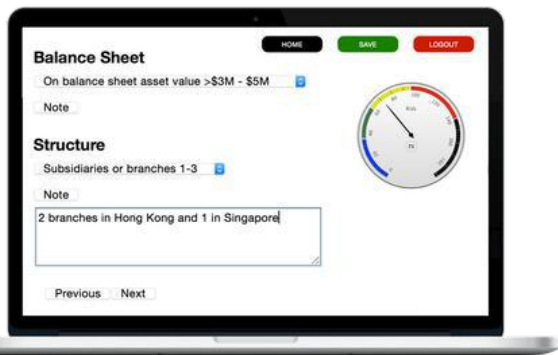 HOME
SAVE
LOGOUT
Balance Sheet
On balance sheet asset value >$3M - $5M
Note
Structure
Subsidiaries or branches 1-3
Note
2 branches in Hong Kong and 1 in Singapore
Previous
Next